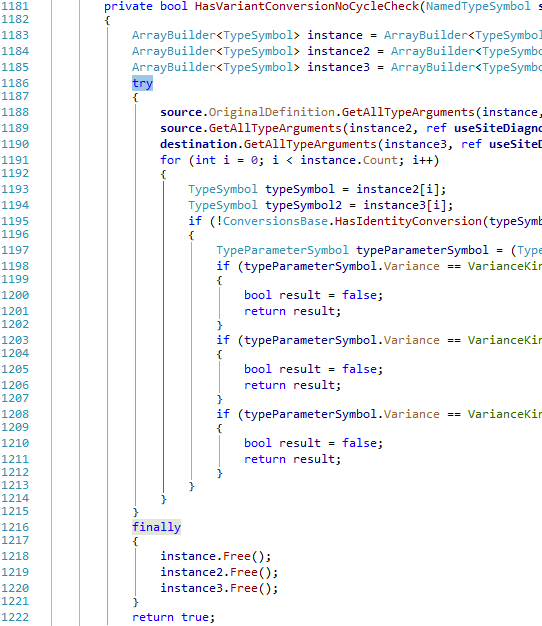 1181 private bool HasVariantConversionNoCycleCheck(NamedTypeSymbol s
1182 {
1183 ArrayBuilder<TypeSymbol> instance = ArrayBuilder<TypeSymbol
1184 ArrayBuilder<TypeSymbol> instance2 = ArrayBuilder<TypeSymbo
1185 ArrayBuilder<TypeSymbol> instance3 = ArrayBuilder<TypeSymbo
1186 try
1187 {
1188 source.OriginalDefinition.GetAllTypeArguments(instance,
1189 source.GetAllTypeArguments(instance2, ref useSiteDiagno
1190 destination.GetAllTypeArguments(instance3, ref useSiteD
1191 for (int i = 0; i < instance.Count; i++)
1192 {
1193 TypeSymbol typeSymbol = instance2[i];
1194 TypeSymbol typeSymbol2 = instance3[i];
1195 if (!ConversionsBase.HasIdentityConversion(typeSymb
1196 {
1197 TypeParameterSymbol typeParameterSymbol = (Type
1198 if (typeParameterSymbol.Variance == VarianceKin
1199 {
1200 bool result = false;
1201 return result;
1202 }
1203 if (typeParameterSymbol.Variance == VarianceKin
1204 {
1205 bool result = false;
1206 return result;
1207 }
1208 if (typeParameterSymbol.Variance == VarianceKin
1209 {
1210 bool result = false;
1211 return result;
1212 }
1213 }
1214 }
1215 }
1216 finally
1217 {
1218 instance.Free();
1219 instance2.Free();
1220 instance3.Free();
1221 }
1222 return true;